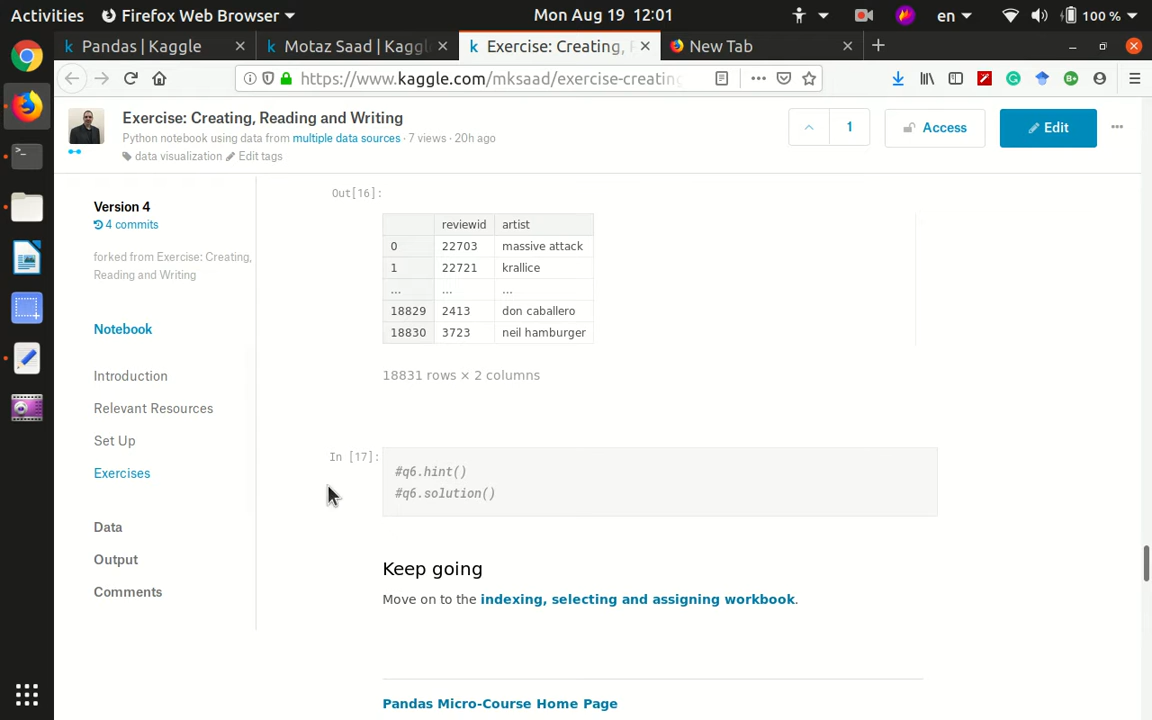 Activities Firefox Web Browser Mon Aug 19 12:01 en 100 %
Pandas | Kaggle Motaz Saad | Kaggl Exercise: Creating, New Tab
https://www.kaggle.com/mksaad/exercise-creating
Exercise: Creating, Reading and Writing
Python notebook using data from multiple data sources · 7 views · 20h ago
data visualization Edit tags
1 Access Edit
Version 4
4 commits
forked from Exercise: Creating,
Reading and Writing
Notebook
Introduction
Relevant Resources
Set Up
Exercises
Data
Output
Comments
Out[16]:
reviewid artist
0 22703 massive attack
1 22721 krallice
... ... ...
18829 2413 don caballero
18830 3723 neil hamburger
18831 rows × 2 columns
In [17]:
#q6.hint()
#q6.solution()
Keep going
Move on to the indexing, selecting and assigning workbook.
Pandas Micro-Course Home Page